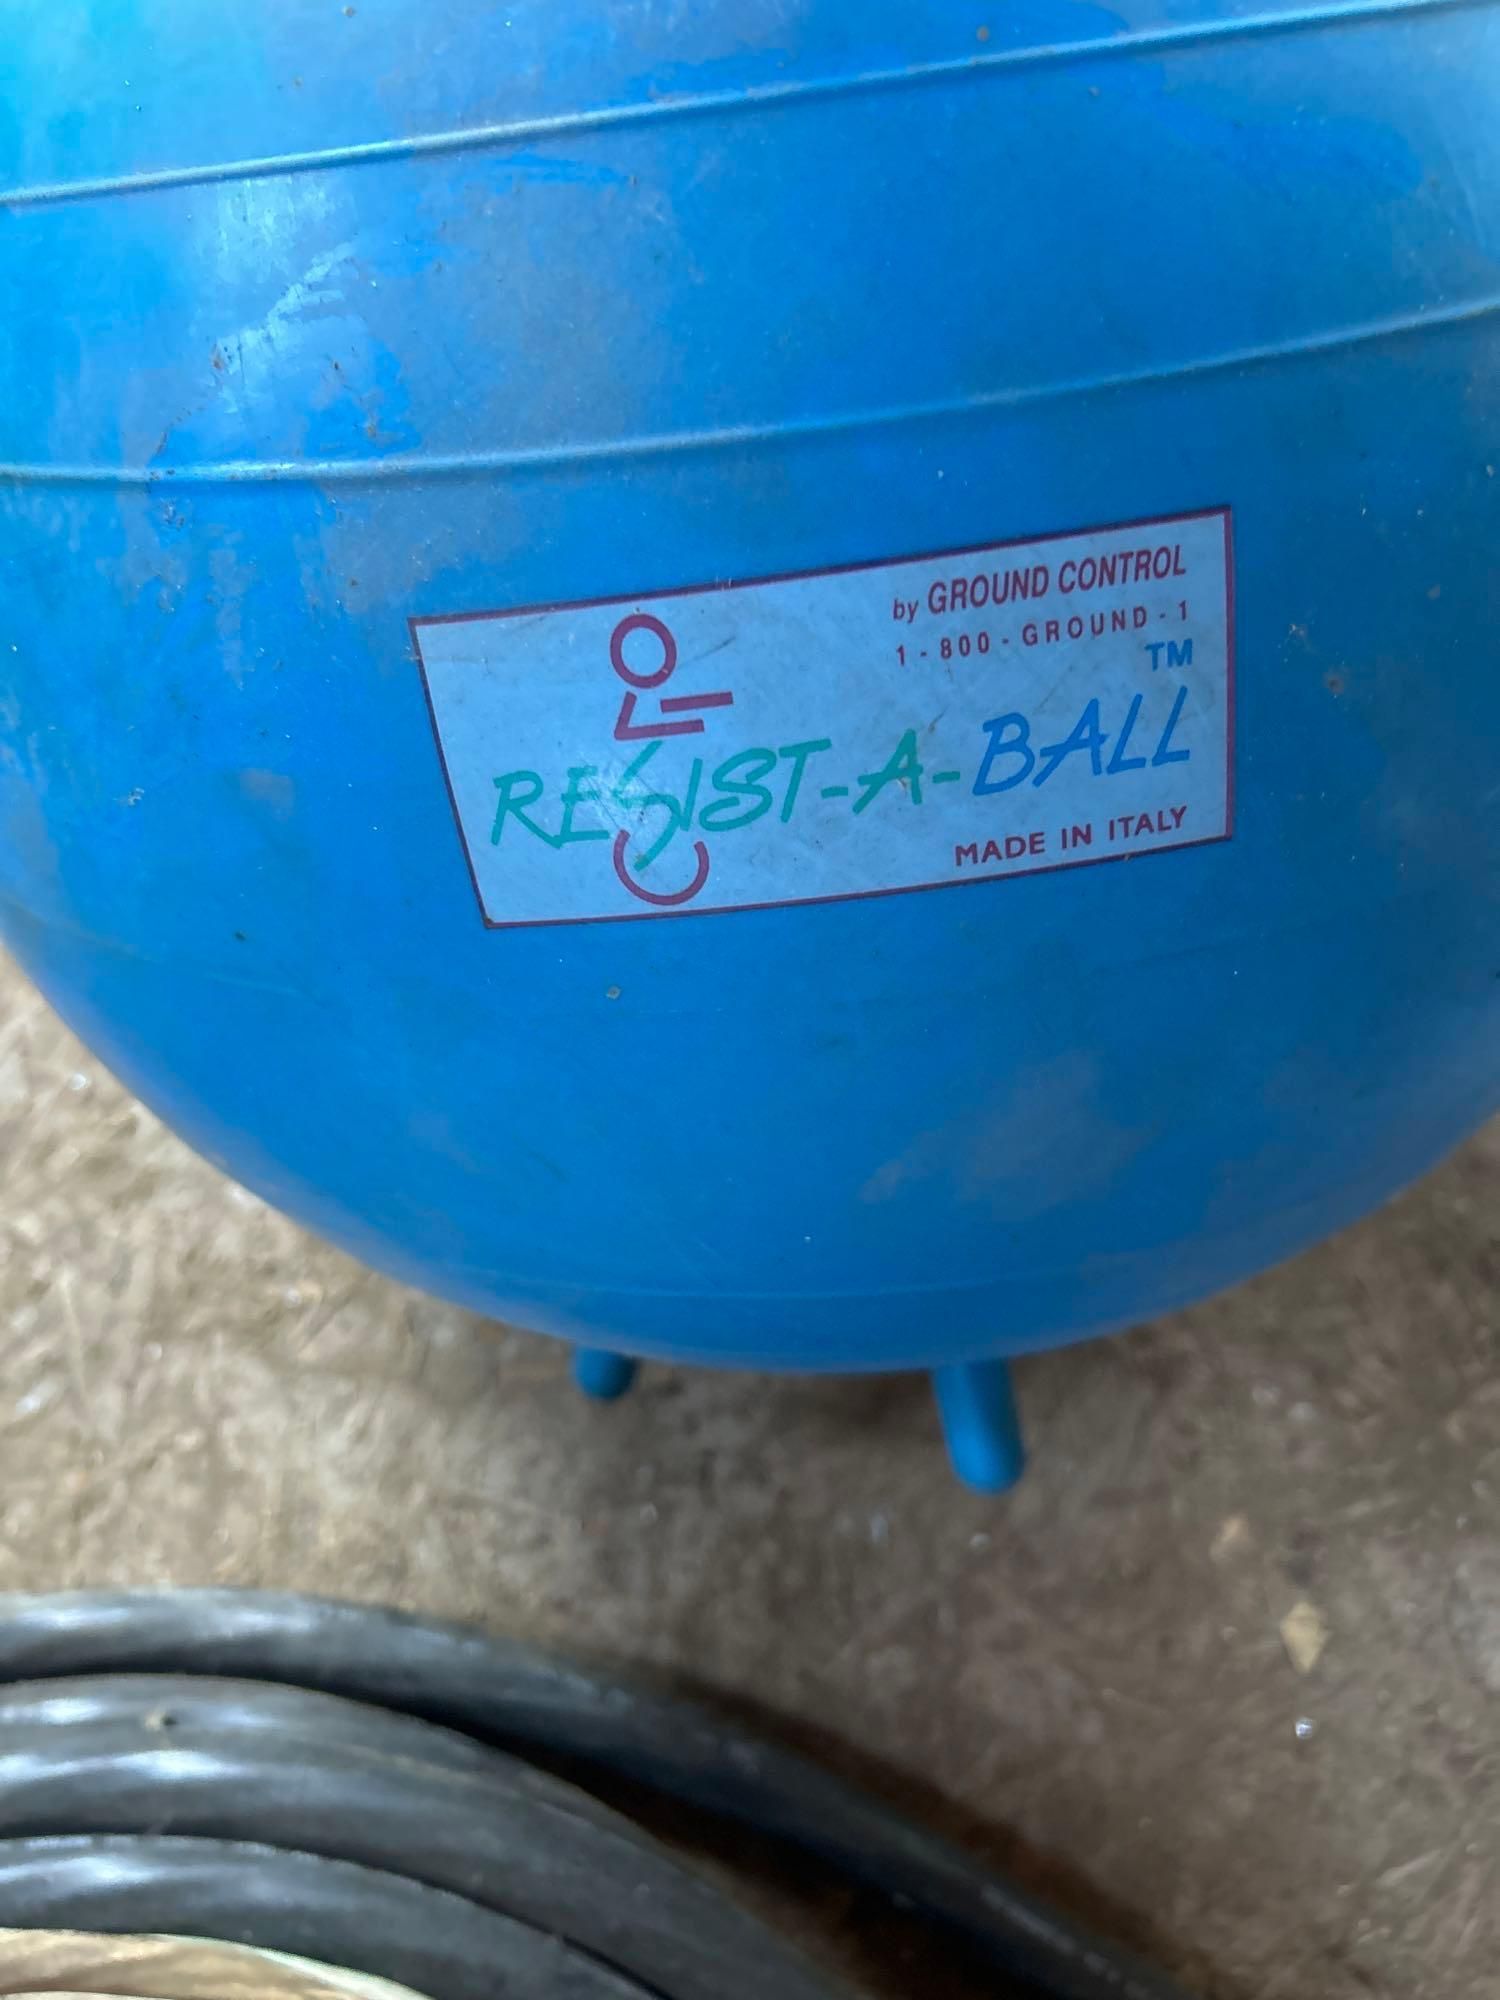 by GROUND CONTROL
1 - 800 - GROUND - 1
TM
RESIST-A-BALL
MADE IN ITALY